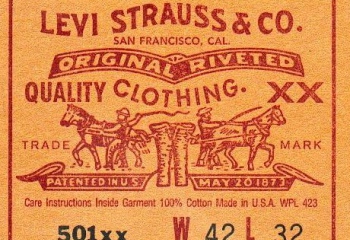 LEVI STRAUSS & CO.
SAN FRANCISCO, CAL.
ORIGINAL RIVETED
QUALITY CLOTHING. XX
TRADE MARK
PATENTED IN U.S. MAY 20 1873
Care Instructions Inside Garment 100% Cotton Made in U.S.A. WPL 423
501xx W 42 L 32